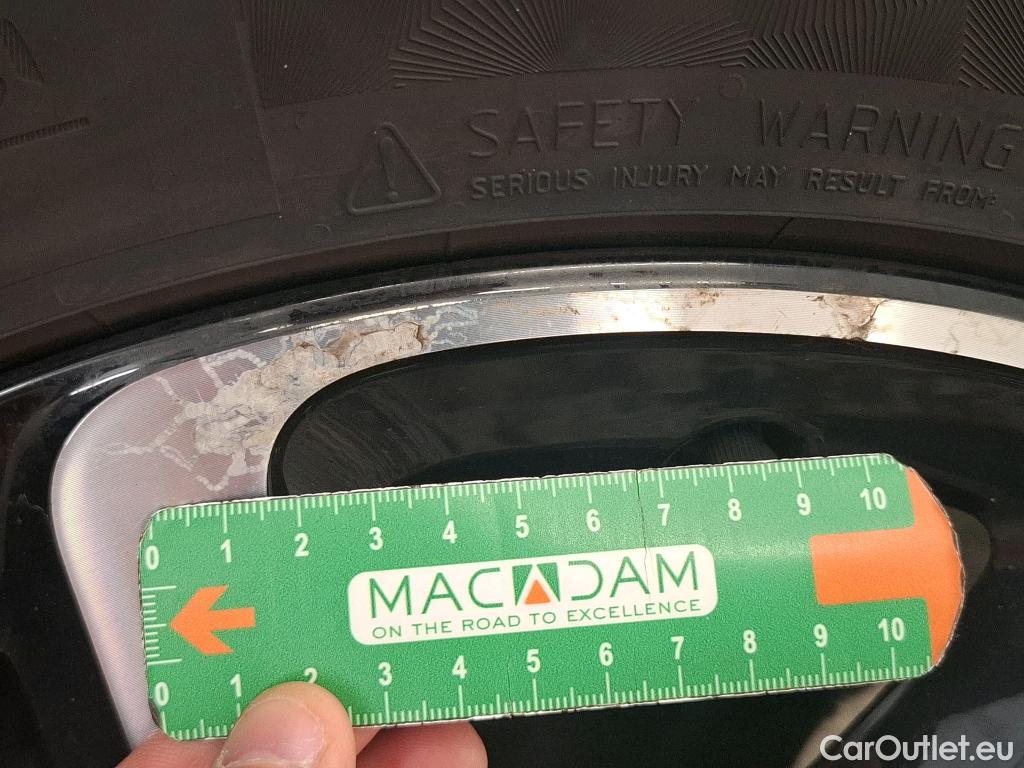 SAFETY WARNING
SERIOUS INJURY MAY RESULT FROM:
0 1 2 3 4 5 6 7 8 9 10
MACADAM
ON THE ROAD TO EXCELLENCE
0 1 2 3 4 5 6 7 8 9 10
CarOutlet.eu